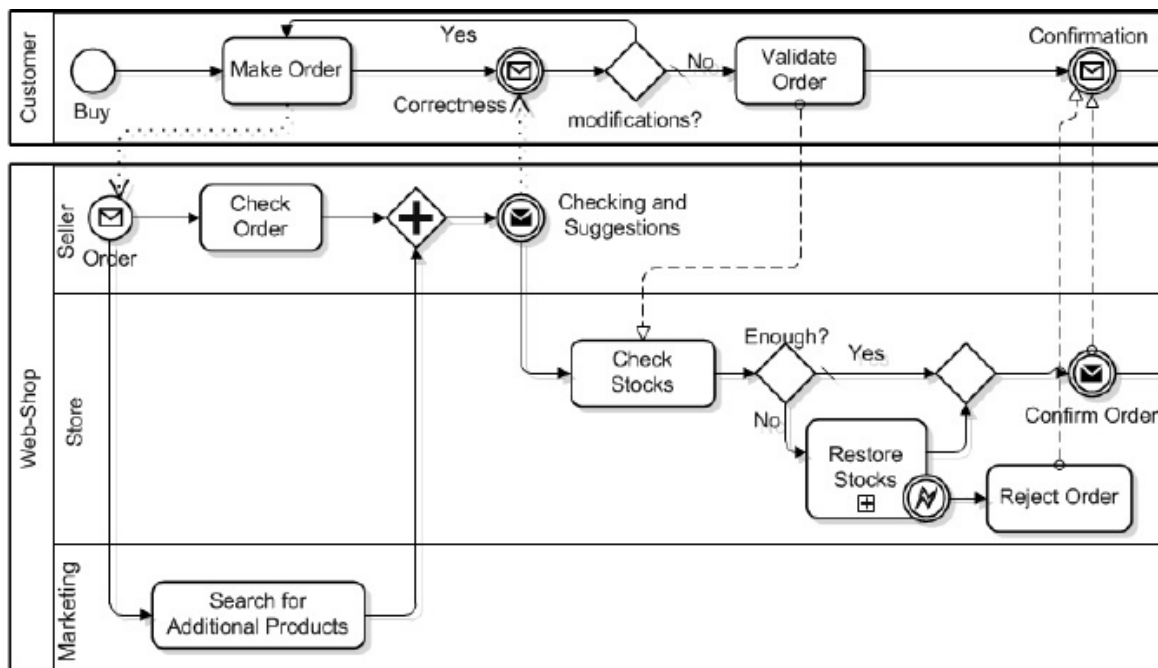 Customer
Buy
Make Order
Yes
Correctness
modifications?
No
Validate
Order
Confirmation
Web-Shop
Seller
Order
Check
Order
Checking and
Suggestions
Store
Check
Stocks
Enough?
Yes
No
Restore
Stocks
Reject Order
Confirm Order
Marketing
Search for
Additional Products